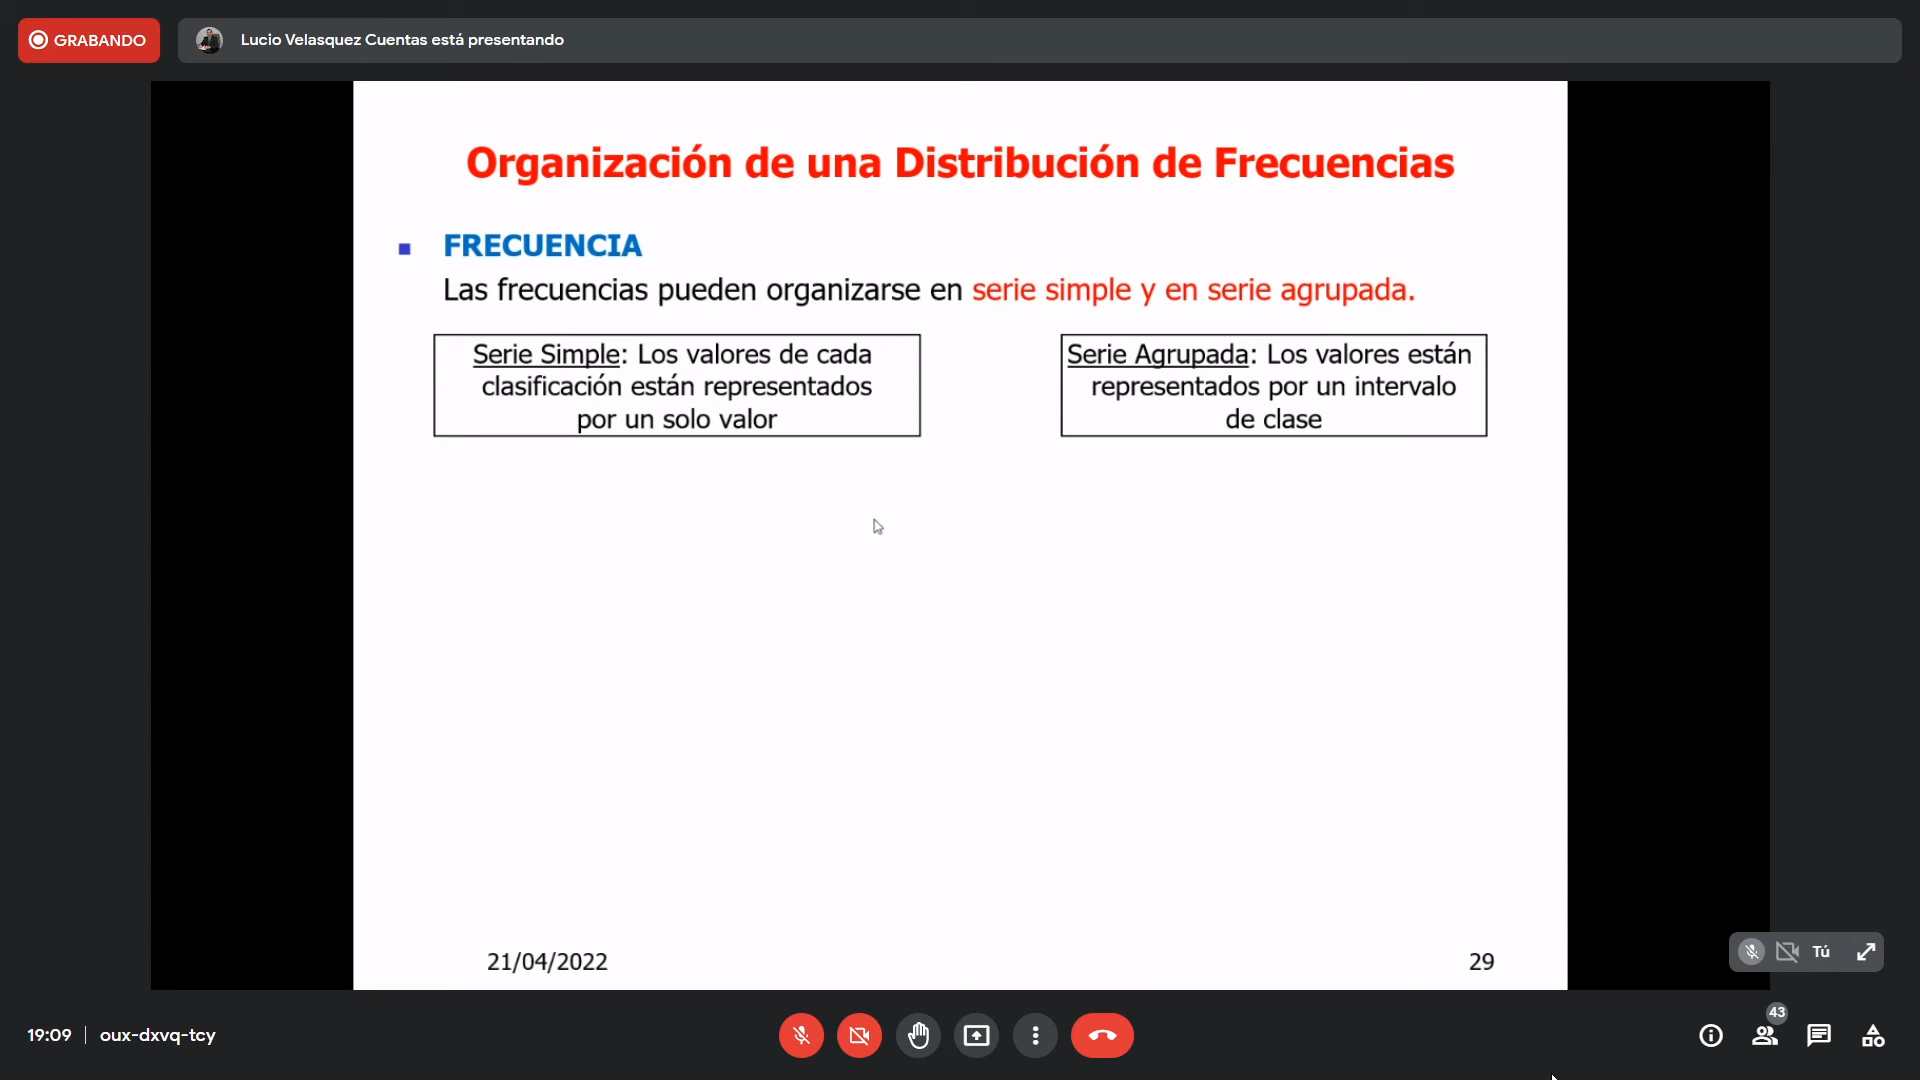 GRABANDO
Lucio Velasquez Cuentas está presentando
Organización de una Distribución de Frecuencias
FRECUENCIA
Las frecuencias pueden organizarse en serie simple y en serie agrupada.
Serie Simple: Los valores de cada
clasificación están representados
por un solo valor
Serie Agrupada: Los valores están
representados por un intervalo
de clase
21/04/2022
29
Tú
19:09 | oux-dxvq-tcy
43